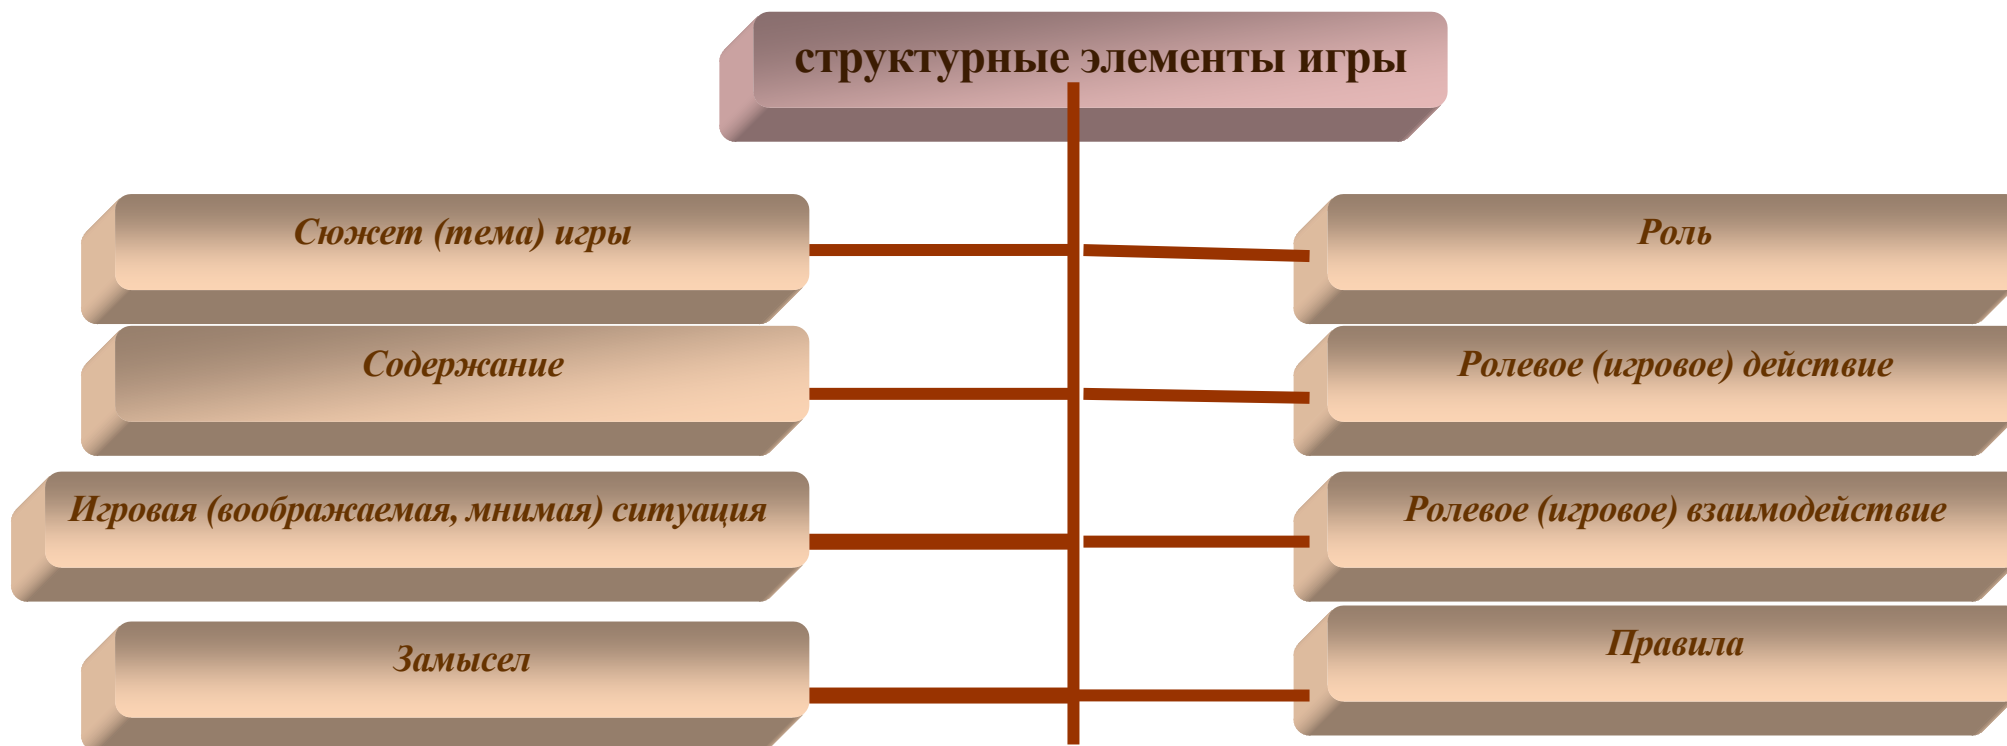 структурные элементы игры
Сюжет (тема) игры
Роль
Содержание
Ролевое (игровое) действие
Игровая (воображаемая, мнимая) ситуация
Ролевое (игровое) взаимодействие
Замысел
Правила